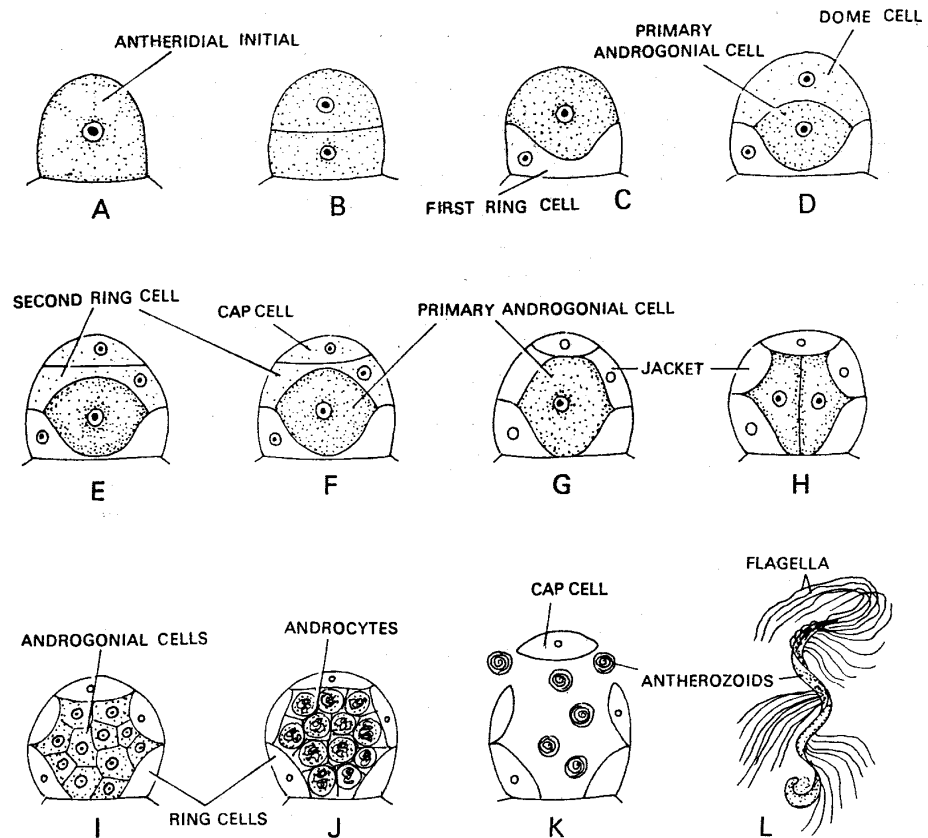 ANTHERIDIAL INITIAL
PRIMARY
ANDROGONIAL CELL
DOME CELL
FIRST RING CELL
A
B
C
D
SECOND RING CELL
CAP CELL
PRIMARY ANDROGONIAL CELL
JACKET
E
F
G
H
ANDROGONIAL CELLS
ANDROCYTES
CAP CELL
FLAGELLA
ANTHEROZOIDS
RING CELLS
I
J
K
L